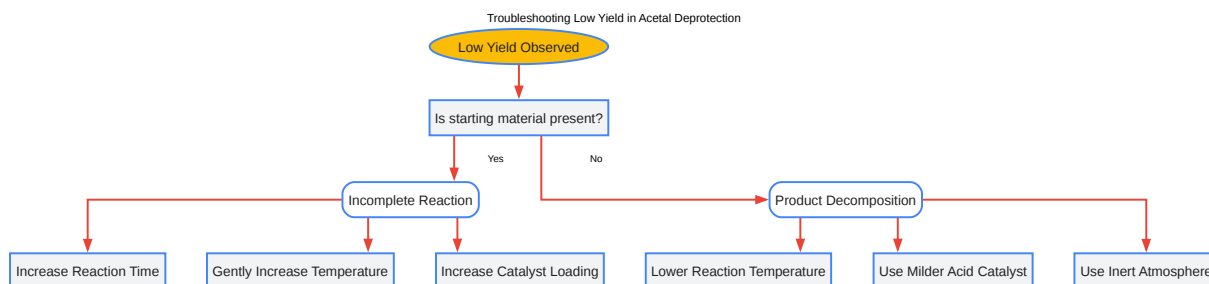 Troubleshooting Low Yield in Acetal Deprotection
Low Yield Observed
Is starting material present?
Yes
No
Incomplete Reaction
Product Decomposition
Increase Reaction Time
Gently Increase Temperature
Increase Catalyst Loading
Lower Reaction Temperature
Use Milder Acid Catalyst
Use Inert Atmosphere